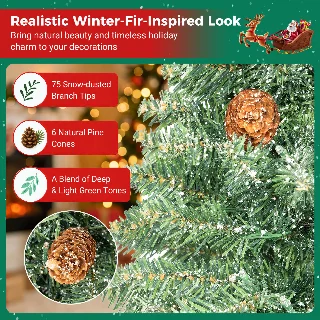 Realistic Winter-Fir-Inspired Look
Bring natural beauty and timeless holiday
charm to your decorations
75 Snow-dusted
Branch Tips
6 Natural Pine
Cones
A Blend of Deep
& Light Green Tones